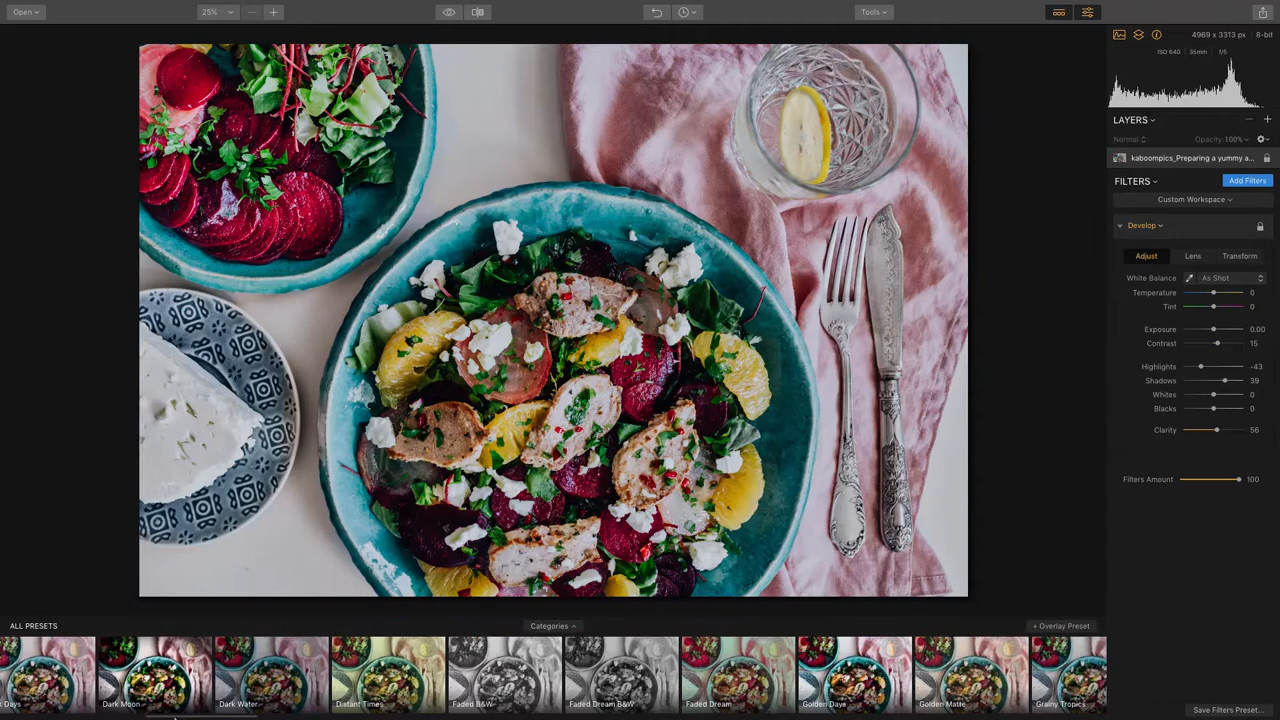 Open
25%
Tools
4969 x 3313 px 8-bit
ISO 640 35mm f/5
LAYERS
Normal Opacity:100%
kaboompics_Preparing a yummy a...
FILTERS Add Filters
Custom Workspace
Develop
Adjust Lens Transform
White Balance As Shot
Temperature 0
Tint 0
Exposure 0.00
Contrast 15
Highlights -43
Shadows 39
Whites 0
Blacks 0
Clarity 56
Filters Amount 100
ALL PRESETS Categories + Overlay Preset
Days Dark Moon Dark Water Distant Times Faded B&W Faded Dream B&W Faded Dream Golden Days Golden Matte Grainy Tropics
Save Filters Preset...